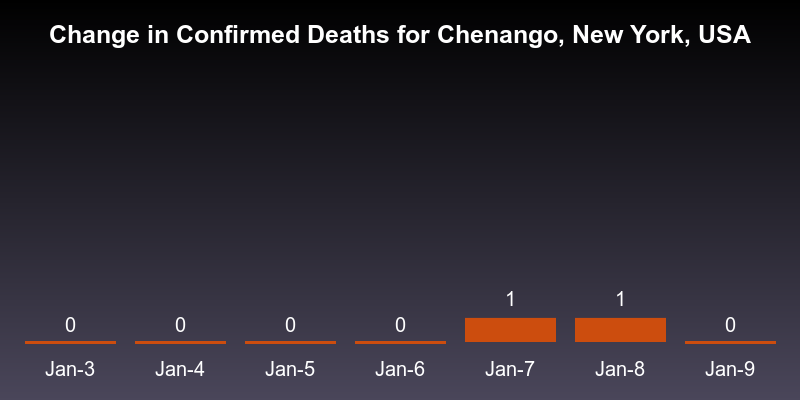 Change in Confirmed Deaths for Chenango, New York, USA
0 0 0 0 1 1 0
Jan-3 Jan-4 Jan-5 Jan-6 Jan-7 Jan-8 Jan-9